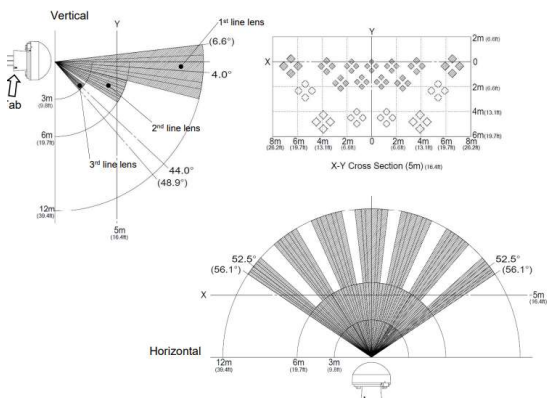 Vertical
Y
1st line lens
(6.6°)
4.0°
3m
(9.8ft)
2nd line lens
6m
(19.7ft)
3rd line lens
44.0°
(48.9°)
12m
(39.4ft)
5m
(16.4ft)
ab
Y
2m (6.6ft)
X
0
2m (6.6ft)
4m (13.1ft)
6m (19.7ft)
8m 6m 4m 2m 0 2m 4m 6m 8m
(26.2ft) (19.7ft) (13.1ft) (6.6ft) (6.6ft) (13.1ft) (19.7ft) (26.2ft)
X-Y Cross Section (5m) (16.4ft)
52.5°
(56.1°)
52.5°
(56.1°)
X
5m
(16.4ft)
Horizontal
12m 6m 3m 0
(39.4ft) (19.7ft) (9.8ft)